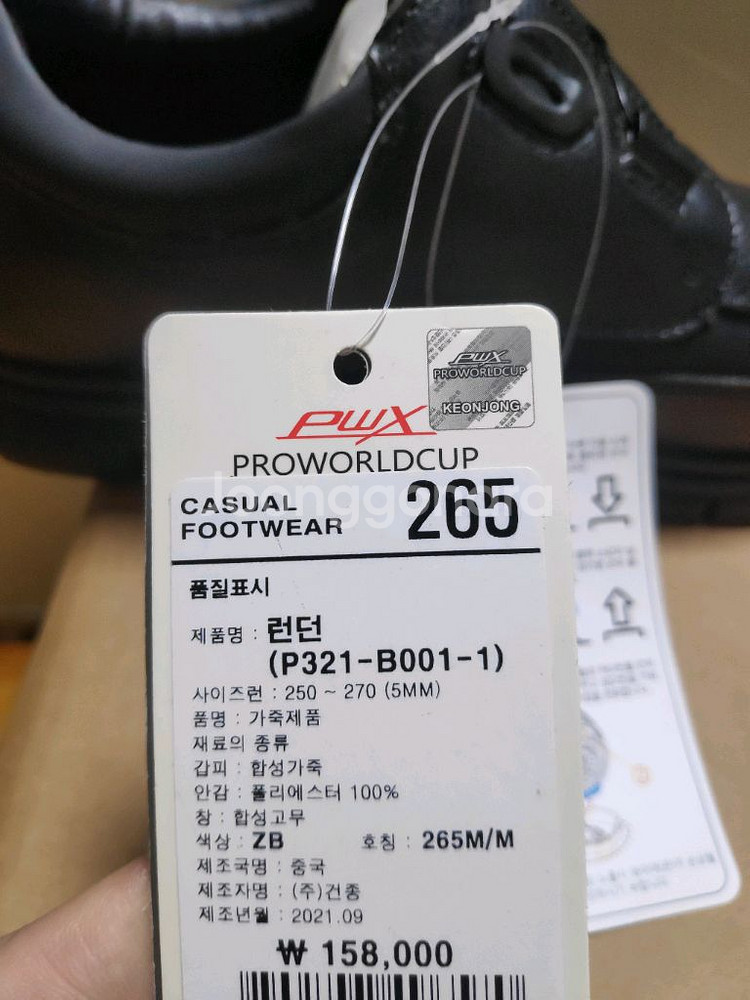 PWX
PROWORLDCUP
KEONJONG
PWX
PROWORLDCUP
CASUAL
FOOTWEAR 265
품질표시
제품명 : 런던
(P321-B001-1)
사이즈런 : 250 ~ 270 (5MM)
품명 : 가죽제품
재료의 종류
갑피 : 합성가죽
안감 : 폴리에스터 100%
창 : 합성고무
색상 : ZB 호칭 : 265M/M
제조국명 : 중국
제조자명 : (주)건종
제조년월 : 2021.09
₩ 158,000